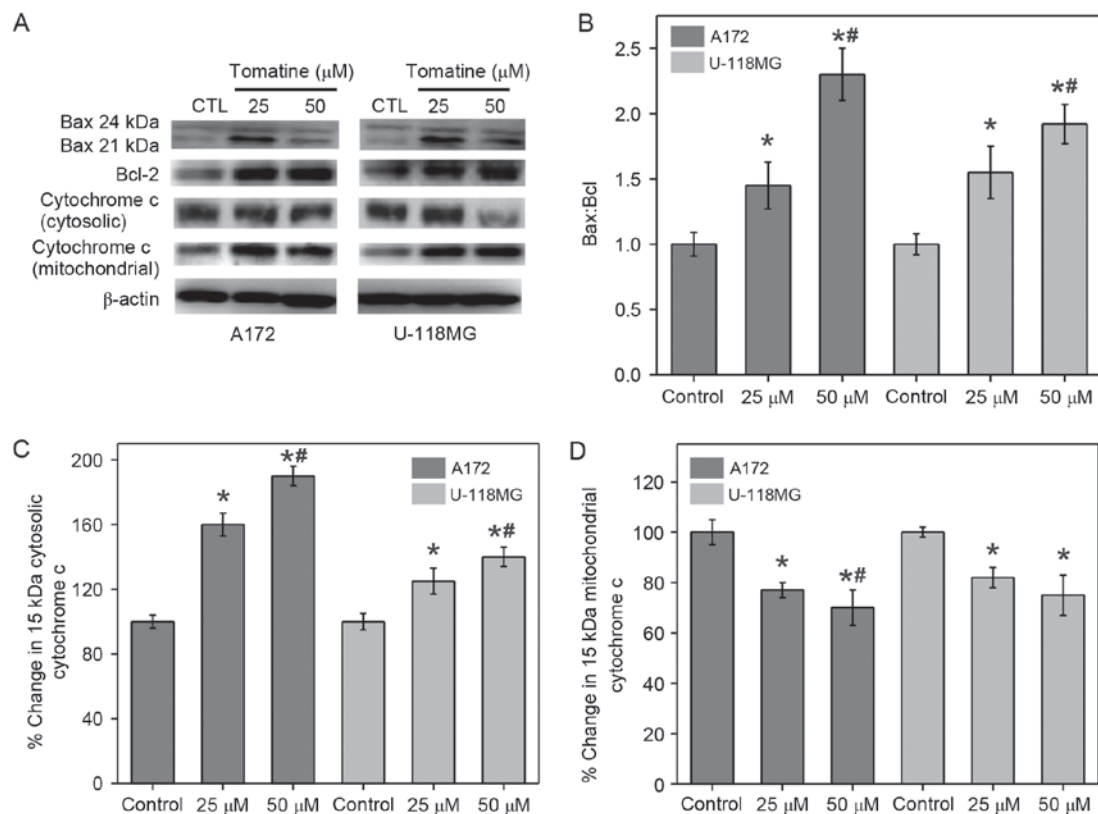 A
Tomatine (μM)
Tomatine (μM)
CTL 25 50
CTL 25 50
Bax 24 kDa
Bax 21 kDa
Bcl-2
Cytochrome c
(cytosolic)
Cytochrome c
(mitochondrial)
β-actin
A172
U-118MG
B
A172
U-118MG
Bax:Bcl
2.5
2.0
1.5
1.0
0.5
0.0
*
*#
*
*#
Control 25 μM 50 μM Control 25 μM 50 μM
C
A172
U-118MG
% Change in 15 kDa cytosolic
cytochrome c
200
160
120
80
40
0
*
*#
*
*#
Control 25 μM 50 μM Control 25 μM 50 μM
D
A172
U-118MG
% Change in 15 kDa mitochondrial
cytochrome c
120
100
80
60
40
20
0
*
*#
*
*
Control 25 μM 50 μM Control 25 μM 50 μM